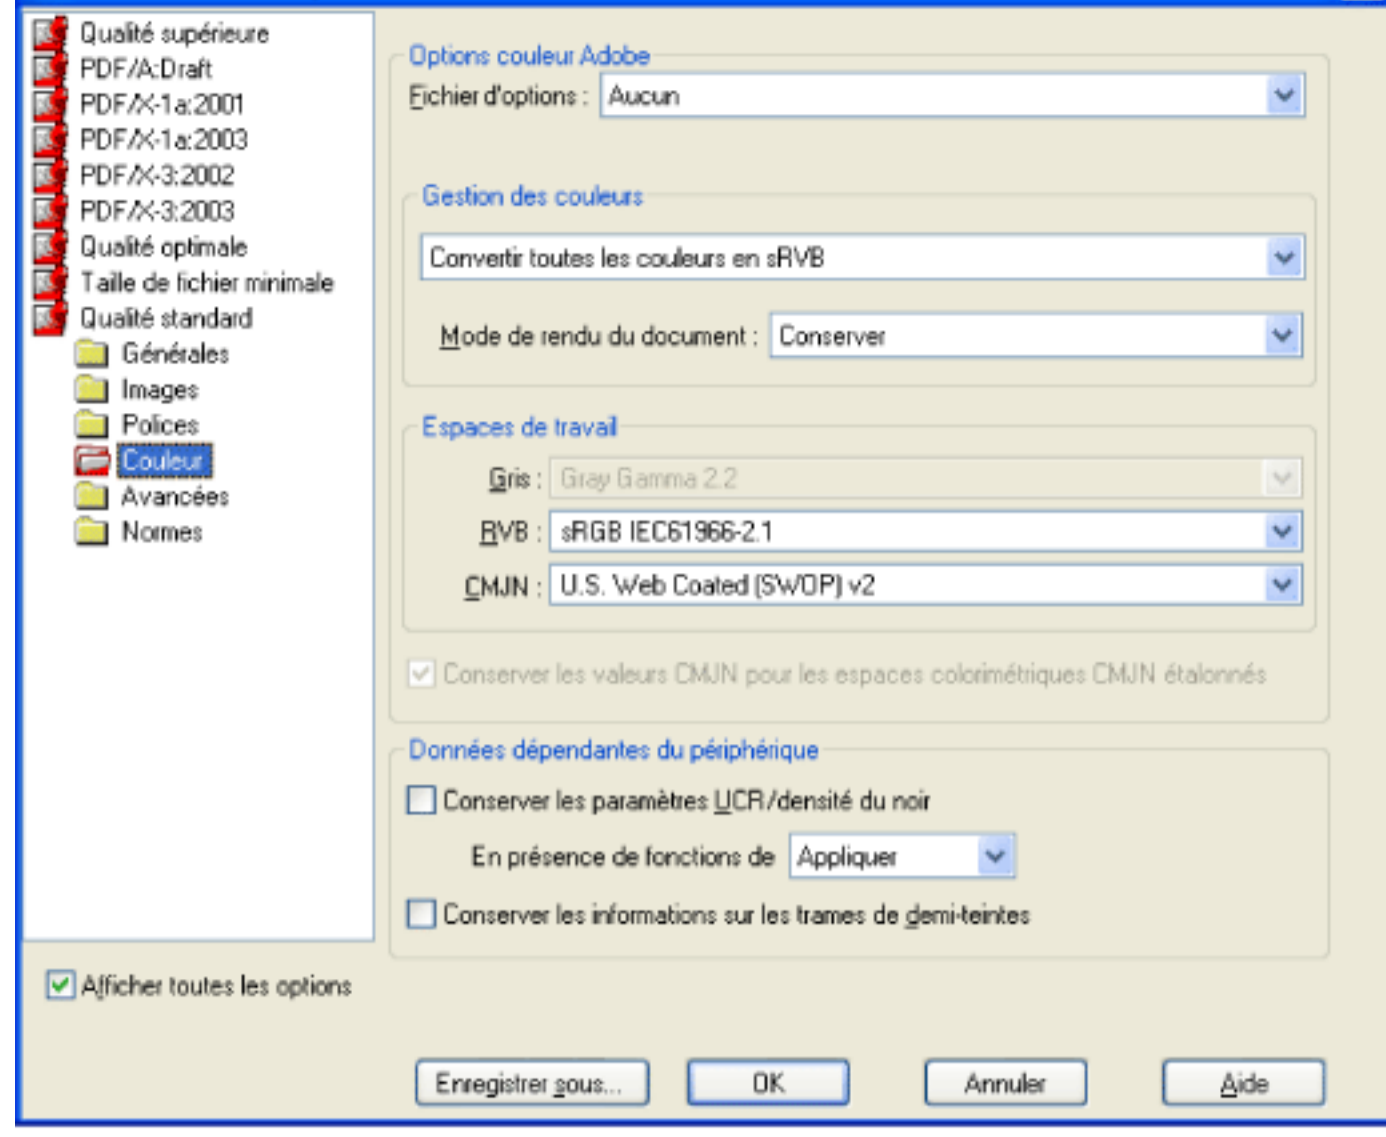 Qualité supérieure
PDF/A:Draft
PDF/X-1a:2001
PDF/X-1a:2003
PDF/X-3:2002
PDF/X-3:2003
Qualité optimale
Taille de fichier minimale
Qualité standard
Générales
Images
Polices
Couleur
Avancées
Normes
Afficher toutes les options
Options couleur Adobe
Fichier d'options : Aucun
Gestion des couleurs
Convertir toutes les couleurs en sRVB
Mode de rendu du document : Conserver
Espaces de travail
Gris : Gray Gamma 2.2
RVB : sRGB IEC61966-2.1
CMJN : U.S. Web Coated (SWOP) v2
Conserver les valeurs CMJN pour les espaces colorimétriques CMJN étalonnés
Données dépendantes du périphérique
Conserver les paramètres UCR/densité du noir
En présence de fonctions de Appliquer
Conserver les informations sur les trames de demi-teintes
Enregistrer sous... OK Annuler Aide